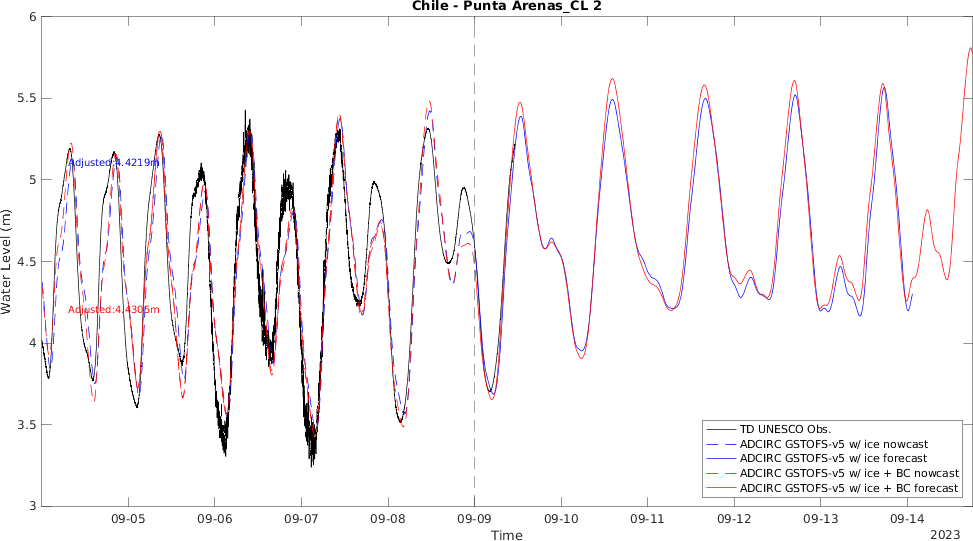 Chile - Punta Arenas_CL 2
Water Level (m)
6
5.5
5
4.5
4
3.5
3
Adjusted:4.4219m
Adjusted:4.4305m
TD UNESCO Obs.
ADCIRC GSTOFS-v5 w/ ice nowcast
ADCIRC GSTOFS-v5 w/ ice forecast
ADCIRC GSTOFS-v5 w/ ice + BC nowcast
ADCIRC GSTOFS-v5 w/ ice + BC forecast
09-05 09-06 09-07 09-08 09-09 09-10 09-11 09-12 09-13 09-14
Time
2023